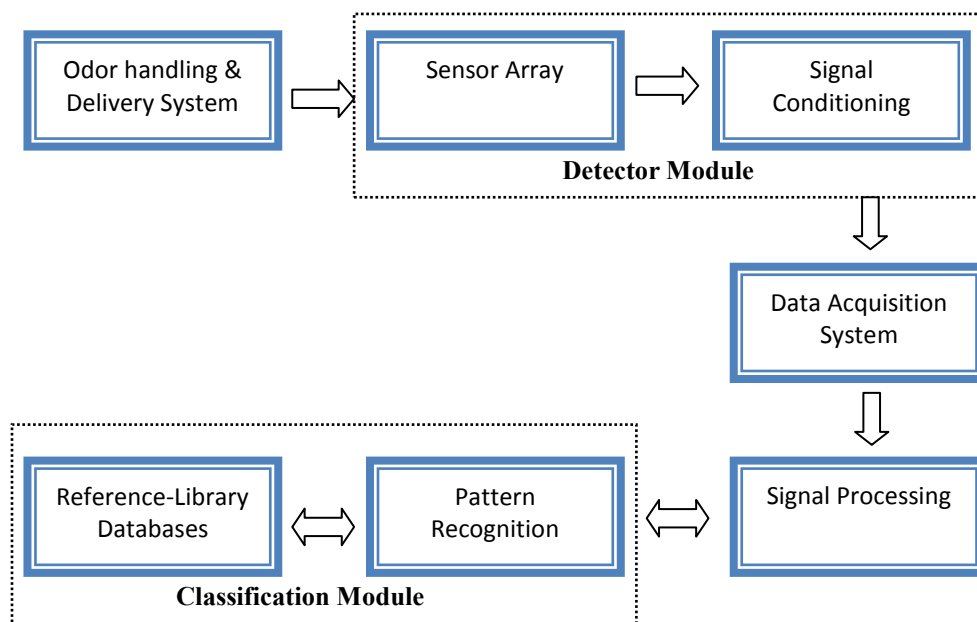 Odor handling &
Delivery System
Sensor Array
Signal
Conditioning
Detector Module
Data Acquisition
System
Reference-Library
Databases
Pattern
Recognition
Signal Processing
Classification Module